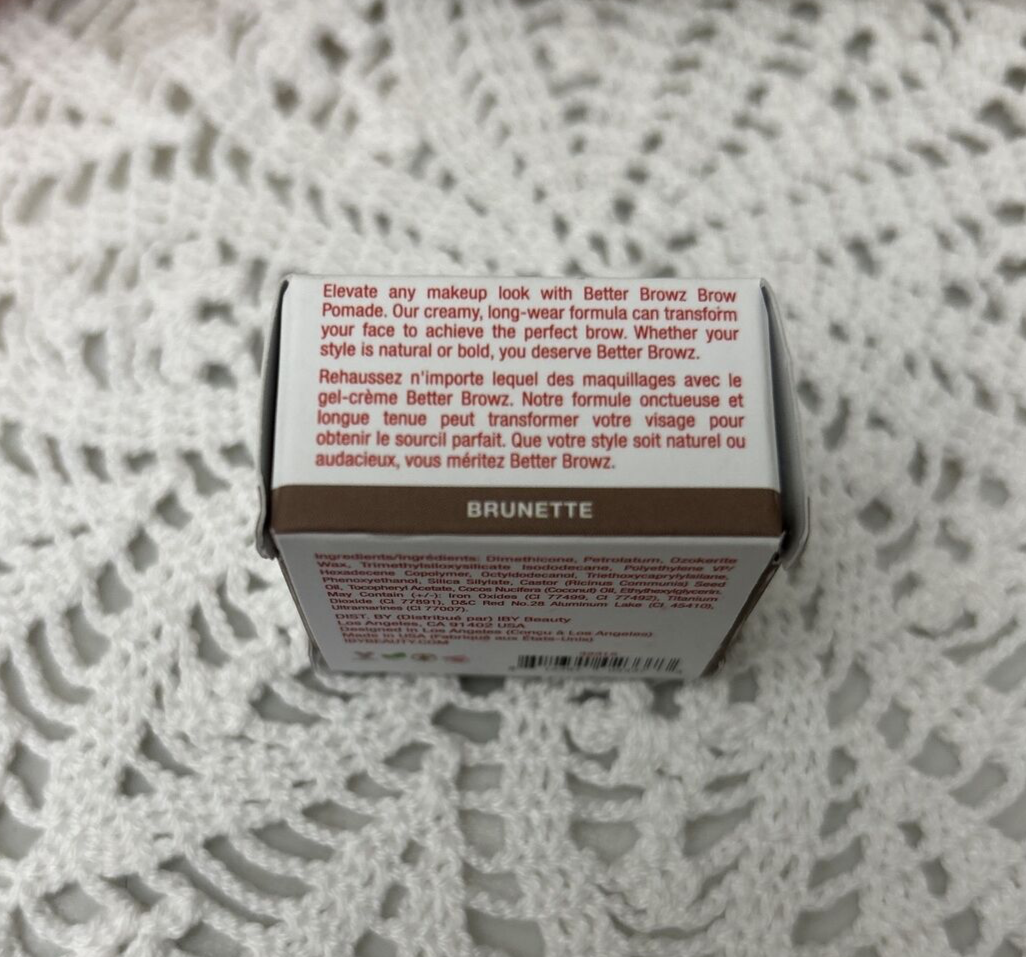 Elevate any makeup look with Better Browz Brow
Pomade. Our creamy, long-wear formula can transform
your face to achieve the perfect brow. Whether your
style is natural or bold, you deserve Better Browz.
Rehaussez n'importe lequel des maquillages avec le
gel-crème Better Browz. Notre formule onctueuse et
longue tenue peut transformer votre visage pour
obtenir le sourcil parfait. Que votre style soit naturel ou
audacieux, vous méritez Better Browz.
BRUNETTE
Ingredients/Ingrédients: Dimethicone, Petrolatum, Ozokerite
Wax, Trimethylsiloxysilicate Isododecane, Polyethylene VP/
Hexadecene Copolymer, Octyldodecanol, Triethoxycaprylylsilane,
Phenoxyethanol, Silica Silylate, Castor (Ricinus Communis) Seed
Oil, Tocopheryl Acetate, Cocos Nucifera (Coconut) Oil, Ethylhexylglycerin.
May Contain (+/-): Iron Oxides (CI 77499, CI 77492), Titanium
Dioxide (CI 77891), D&C Red No.28 Aluminum Lake (CI 45410),
Ultramarines (CI 77007).
DIST. BY (Distribué par) IBY Beauty
Los Angeles, CA 91402 USA
Designed in Los Angeles (Conçu à Los Angeles)
Made in USA (Fabriqué aux États-Unis)
IBYBEAUTY.COM